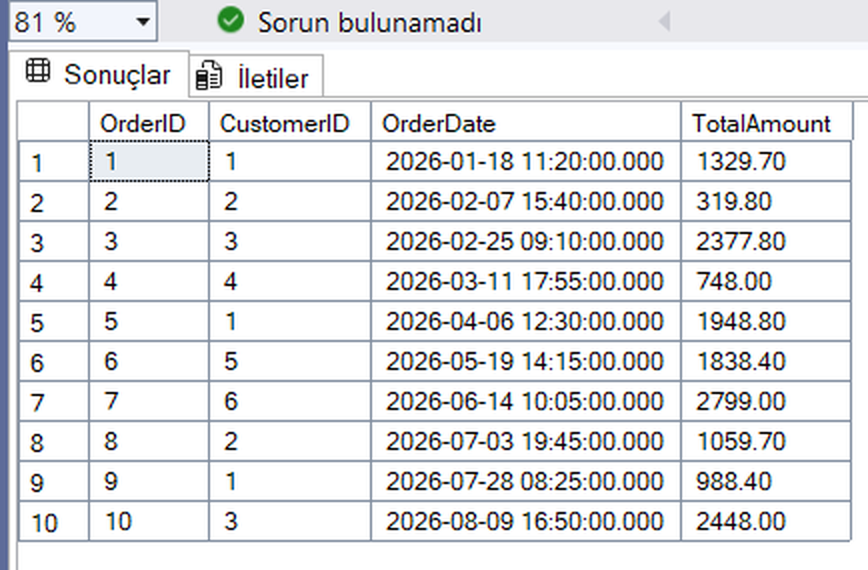 81 % Sorun bulunamadı
Sonuçlar İletiler
OrderID CustomerID OrderDate TotalAmount
1 1 1 2026-01-18 11:20:00.000 1329.70
2 2 2 2026-02-07 15:40:00.000 319.80
3 3 3 2026-02-25 09:10:00.000 2377.80
4 4 4 2026-03-11 17:55:00.000 748.00
5 5 1 2026-04-06 12:30:00.000 1948.80
6 6 5 2026-05-19 14:15:00.000 1838.40
7 7 6 2026-06-14 10:05:00.000 2799.00
8 8 2 2026-07-03 19:45:00.000 1059.70
9 9 1 2026-07-28 08:25:00.000 988.40
10 10 3 2026-08-09 16:50:00.000 2448.00